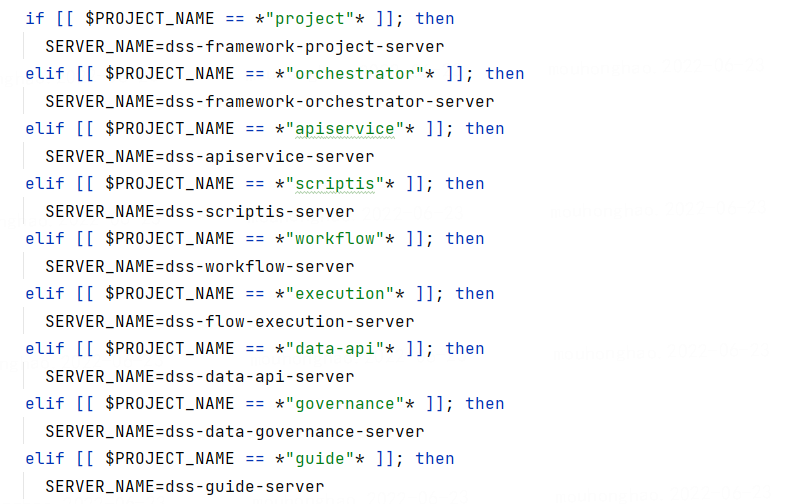 if [[ $PROJECT_NAME == *"project"* ]]; then
SERVER_NAME=dss-framework-project-server
elif [[ $PROJECT_NAME == *"orchestrator"* ]]; then
SERVER_NAME=dss-framework-orchestrator-server
elif [[ $PROJECT_NAME == *"apiservice"* ]]; then
SERVER_NAME=dss-apiservice-server
elif [[ $PROJECT_NAME == *"scriptis"* ]]; then
SERVER_NAME=dss-scriptis-server
elif [[ $PROJECT_NAME == *"workflow"* ]]; then
SERVER_NAME=dss-workflow-server
elif [[ $PROJECT_NAME == *"execution"* ]]; then
SERVER_NAME=dss-flow-execution-server
elif [[ $PROJECT_NAME == *"data-api"* ]]; then
SERVER_NAME=dss-data-api-server
elif [[ $PROJECT_NAME == *"governance"* ]]; then
SERVER_NAME=dss-data-governance-server
elif [[ $PROJECT_NAME == *"guide"* ]]; then
SERVER_NAME=dss-guide-server